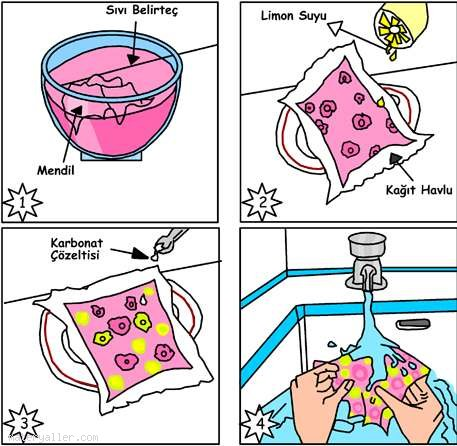 Sıvı Belirteç
Mendil
1
Limon Suyu
Kağıt Havlu
2
Karbonat
Çözeltisi
3
4